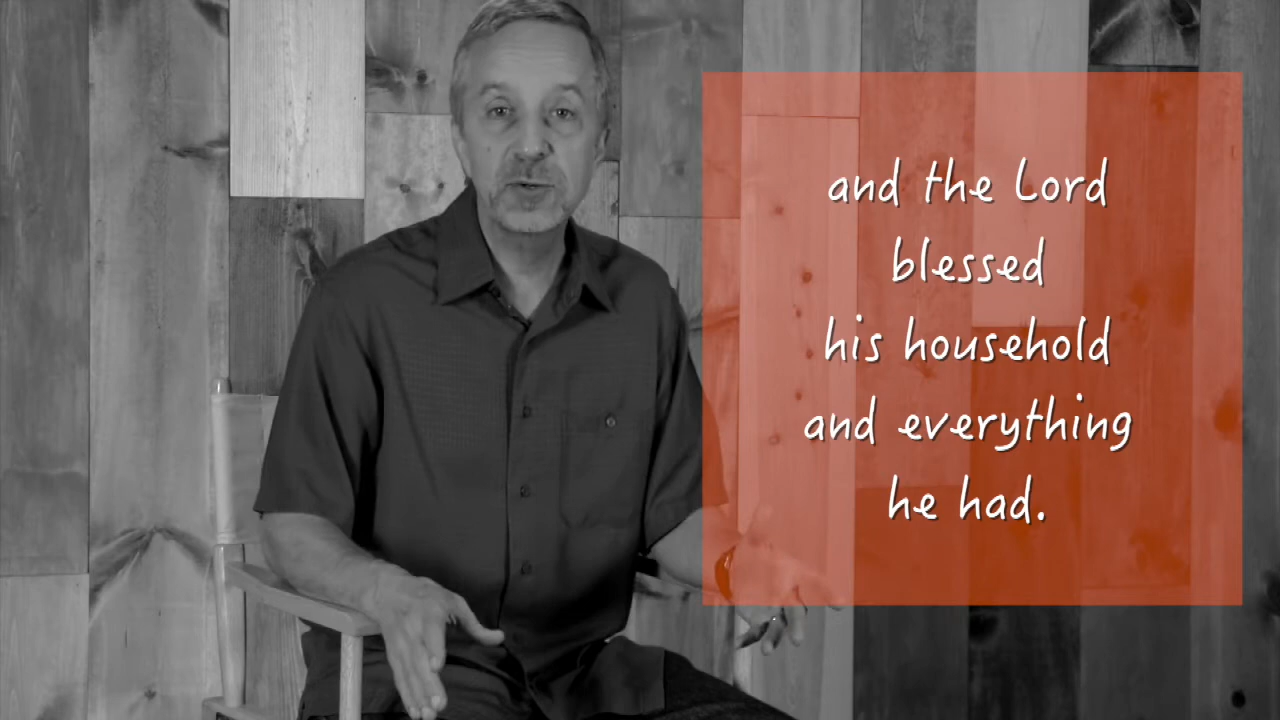 and the Lord
blessed
his household
and everything
he had.